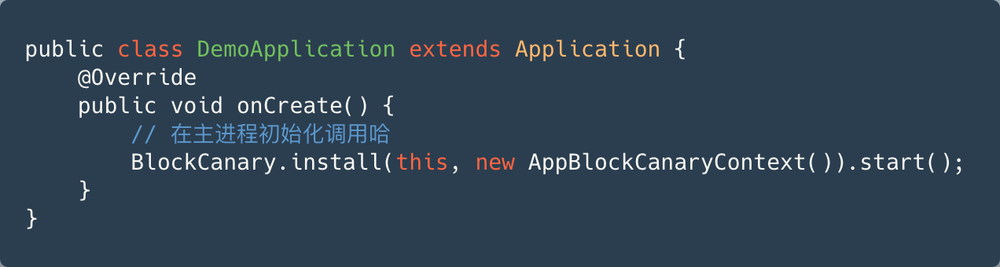 public class DemoApplication extends Application {
    @Override
    public void onCreate() {
        // 在主进程初始化调用哈
        BlockCanary.install(this, new AppBlockCanaryContext()).start();
    }
}